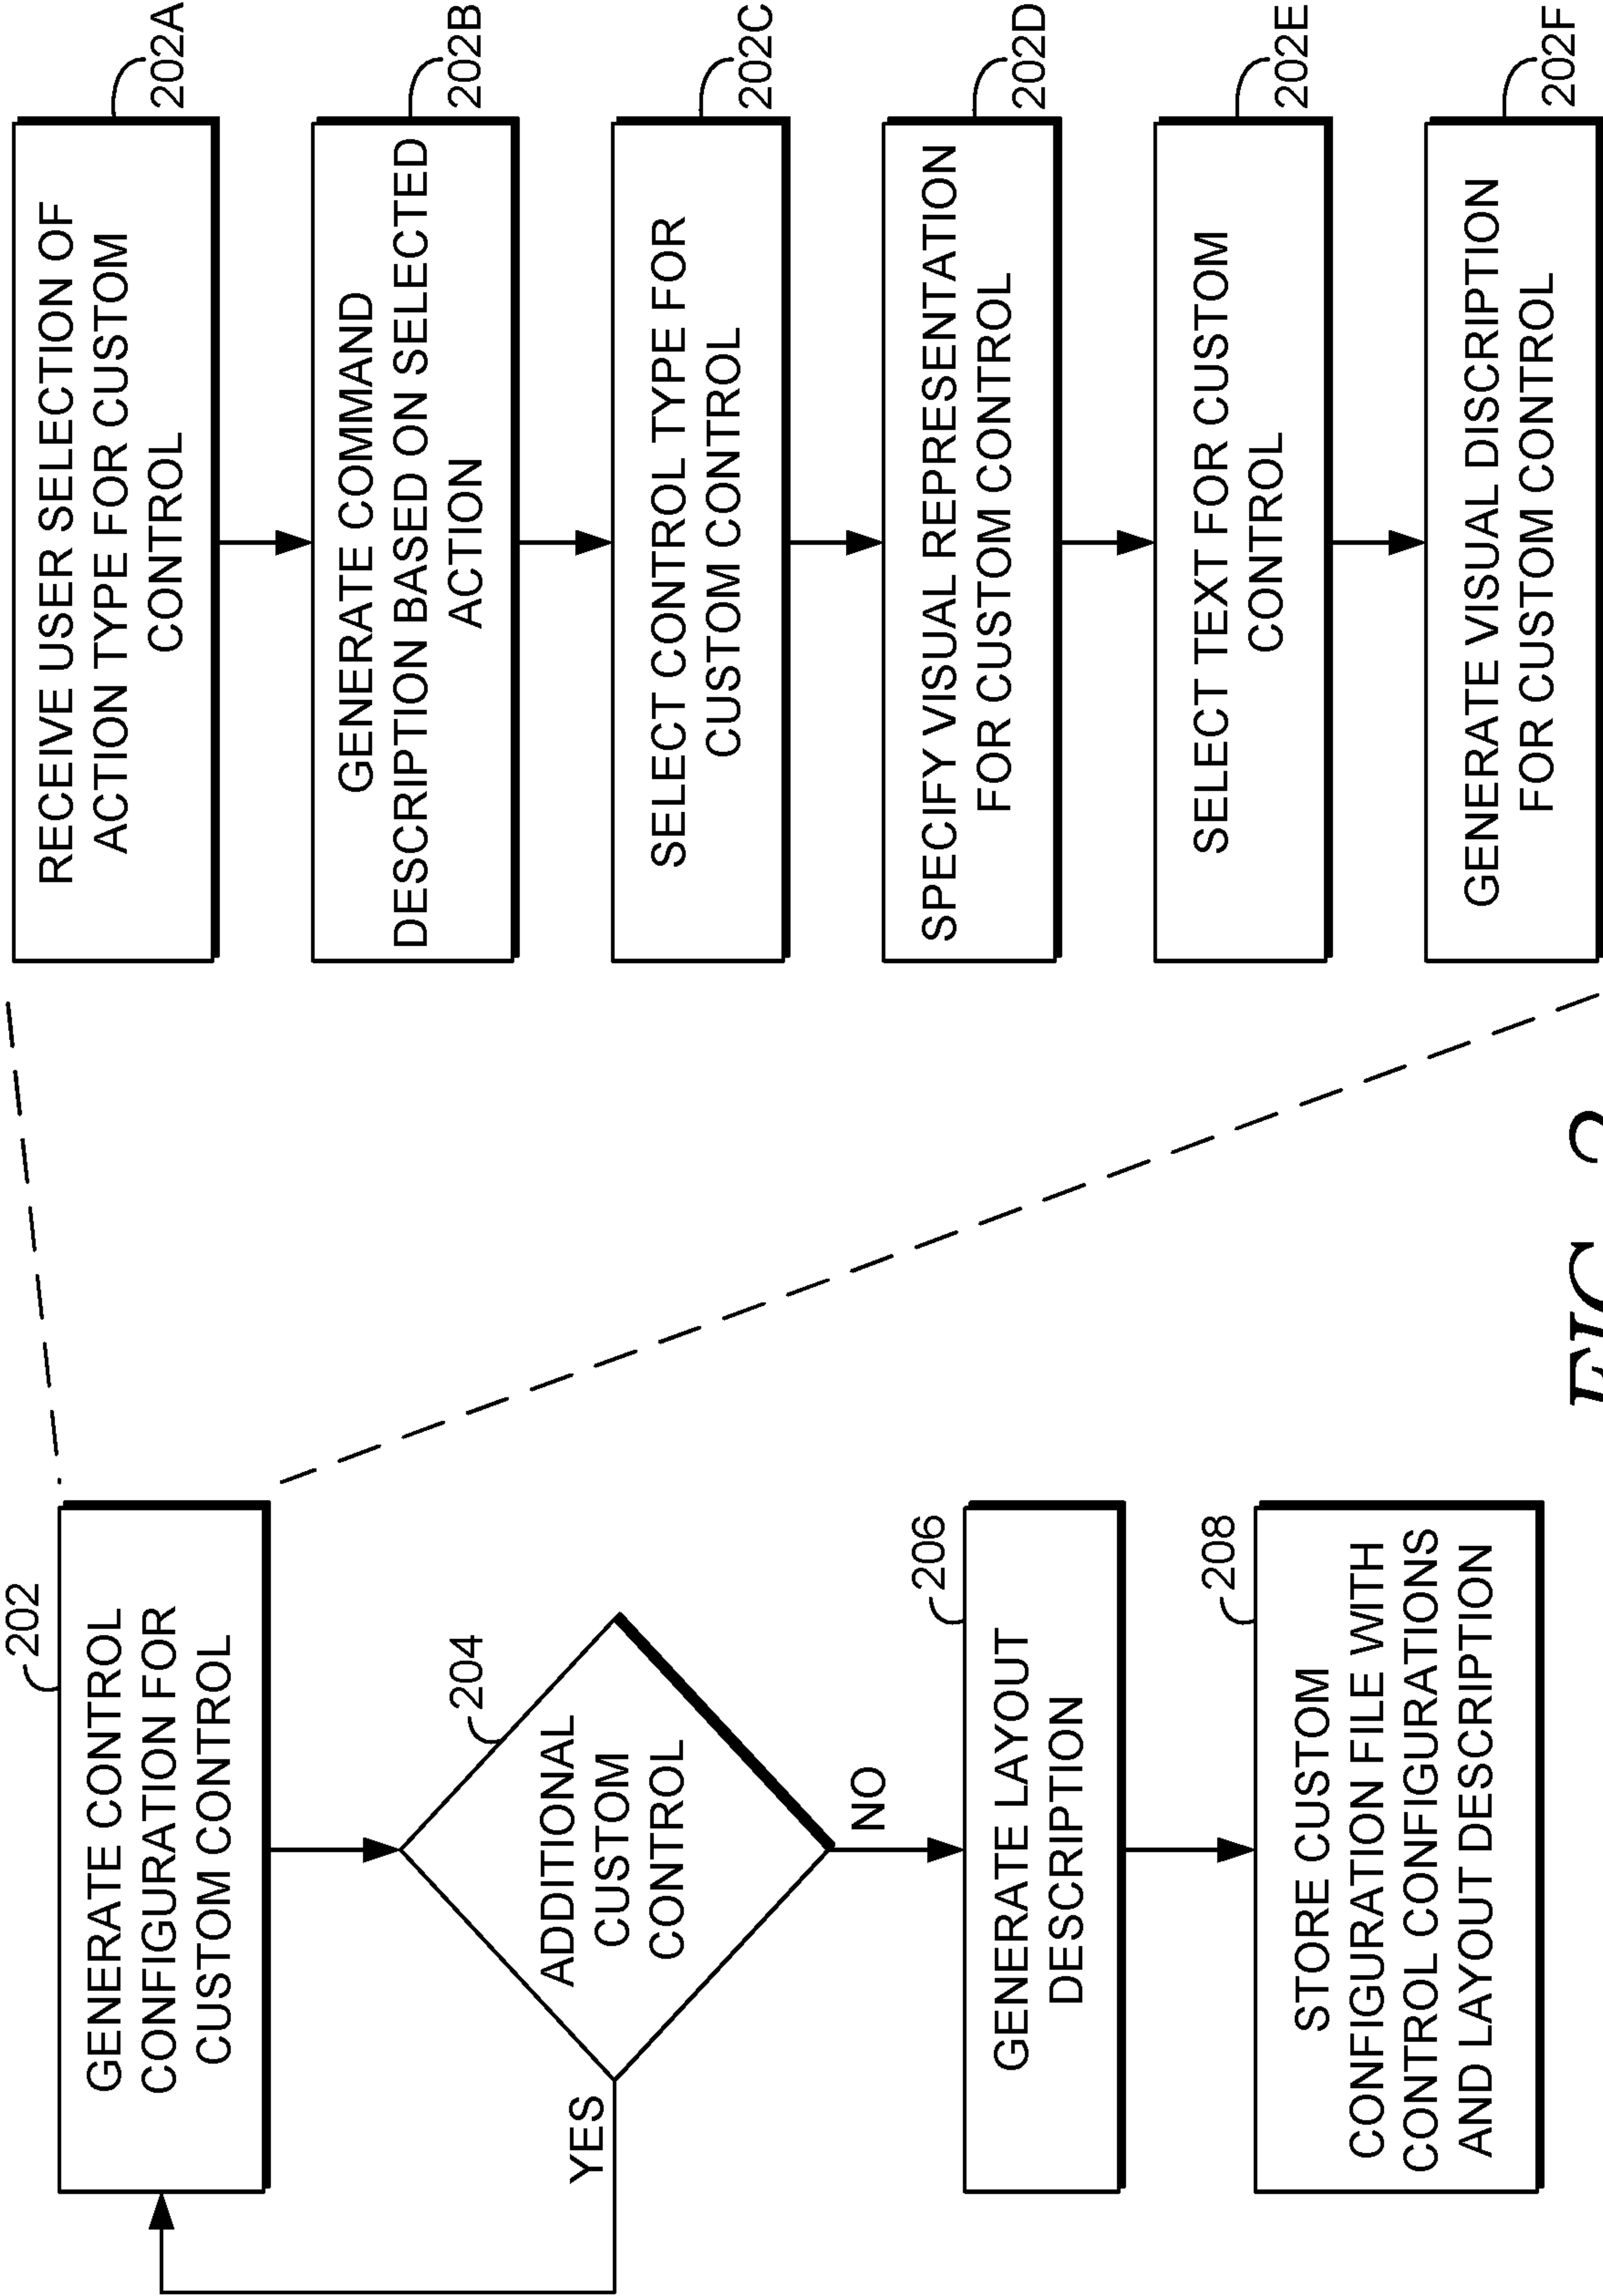 202
GENERATE CONTROL
CONFIGURATION FOR
CUSTOM CONTROL
204
ADDITIONAL
CUSTOM
CONTROL
YES
NO
206
GENERATE LAYOUT
DESCRIPTION
208
STORE CUSTOM
CONFIGURATION FILE WITH
CONTROL CONFIGURATIONS
AND LAYOUT DESCRIPTION
RECEIVE USER SELECTION OF
ACTION TYPE FOR CUSTOM
CONTROL
202A
GENERATE COMMAND
DESCRIPTION BASED ON SELECTED
ACTION
202B
SELECT CONTROL TYPE FOR
CUSTOM CONTROL
202C
SPECIFY VISUAL REPRESENTATION
FOR CUSTOM CONTROL
202D
SELECT TEXT FOR CUSTOM
CONTROL
202E
GENERATE VISUAL DISCRIPTION
FOR CUSTOM CONTROL
202F
FIG.